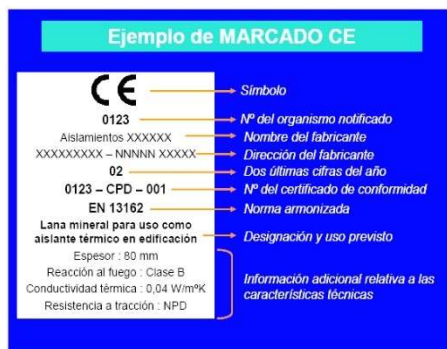 Ejemplo de MARCADO CE
CE
Símbolo
0123
Nº del organismo notificado
Aislamientos XXXXXX
Nombre del fabricante
XXXXXXXXX – NNNNN XXXXX
Dirección del fabricante
02
Dos últimas cifras del año
0123 – CPD – 001
Nº del certificado de conformidad
EN 13162
Norma armonizada
Lana mineral para uso como
aislante térmico en edificación
Designación y uso previsto
Espesor : 80 mm
Reacción al fuego : Clase B
Conductividad térmica : 0,04 W/mºK
Resistencia a tracción : NPD
Información adicional relativa a las
características técnicas